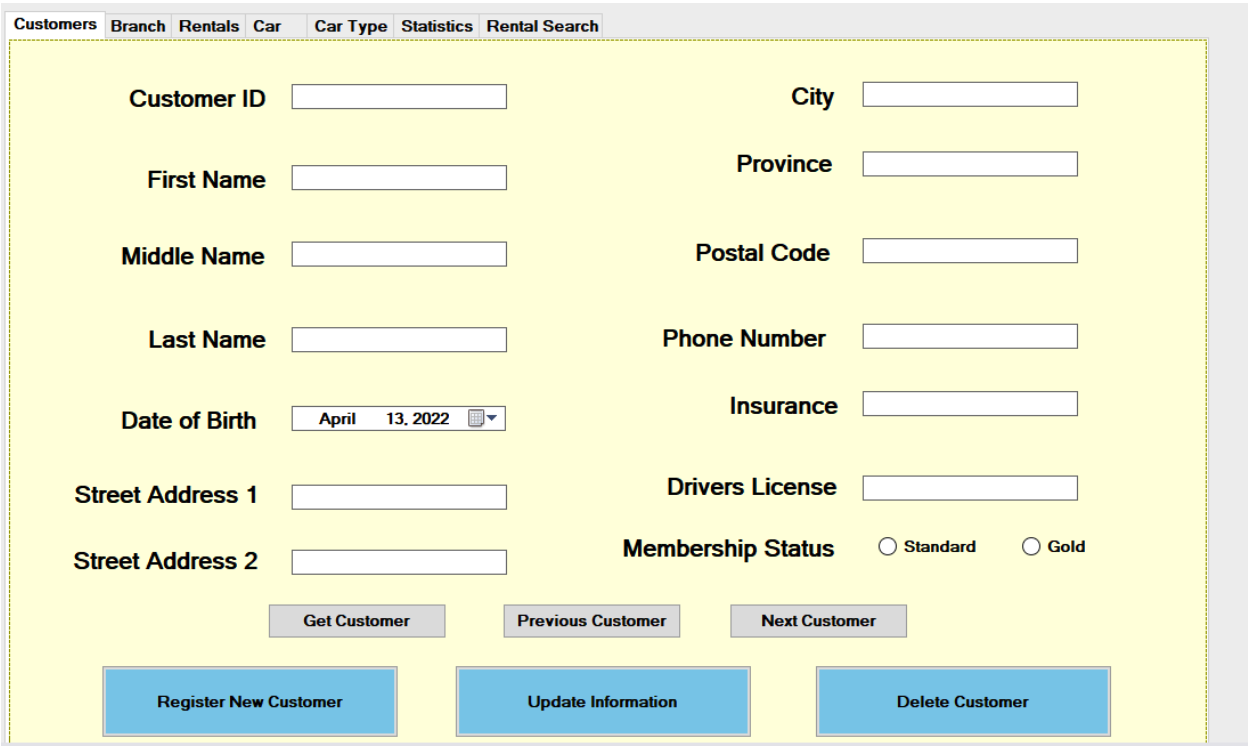 Customers Branch Rentals Car Car Type Statistics Rental Search
Customer ID City
First Name Province
Middle Name Postal Code
Last Name Phone Number
Date of Birth April 13, 2022 Insurance
Street Address 1 Drivers License
Street Address 2 Membership Status Standard Gold
Get Customer Previous Customer Next Customer
Register New Customer Update Information Delete Customer